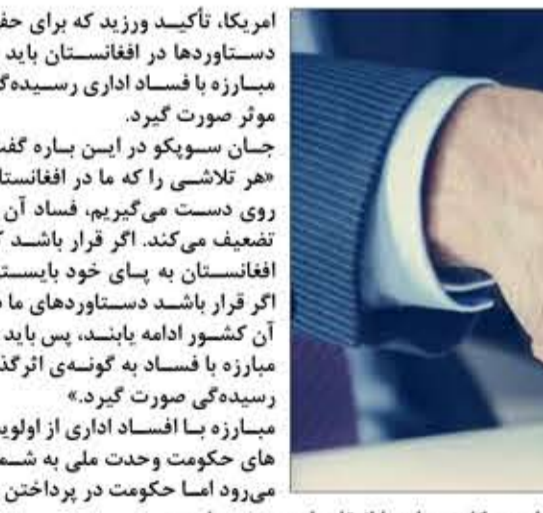 امریکا، تأکید ورزید که برای حف
دستاوردها در افغانستان باید
مبارزه با فساد اداری رسیده‌گ
موثر صورت گیرد.
جان سوپکو در این باره گف
«هر تلاشی را که ما در افغانستا
روی دست می‌گیریم، فساد آن
تضعیف می‌کند. اگر قرار باشد ک
افغانستان به پای خود بایست
اگر قرار باشد دستاوردهای ما د
آن کشور ادامه یابند، پس باید
مبارزه با فساد به گونه‌ی اثرگذ
رسیده‌گی صورت گیرد.»
مبارزه با افساد اداری از اولوی
های حکومت وحدت ملی به شم
می‌رود اما حکومت در پرداختن